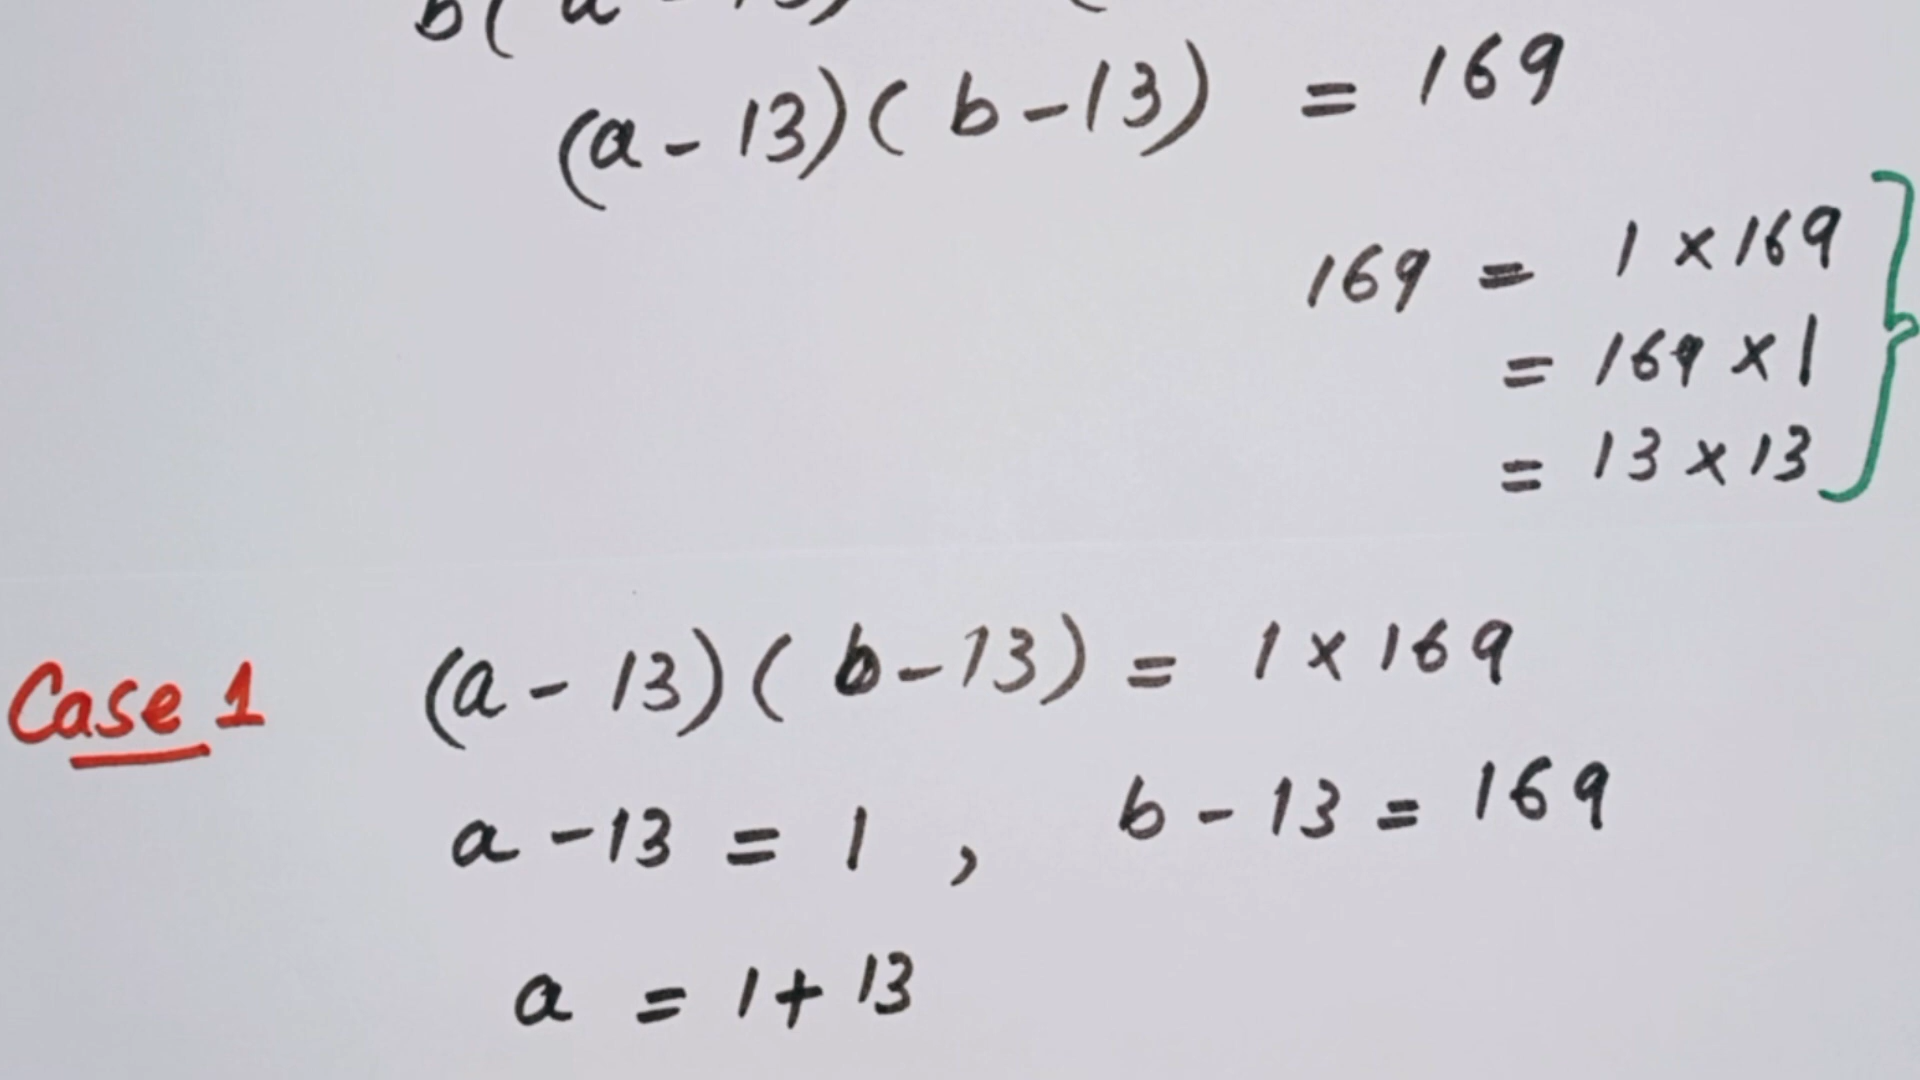 b( a - 13)
(a - 13)( b - 13) = 169
169 = 1 × 169
= 169 × 1
= 13 × 13
Case 1 (a - 13)( b - 13) = 1 × 169
a - 13 = 1 , b - 13 = 169
a = 1 + 13